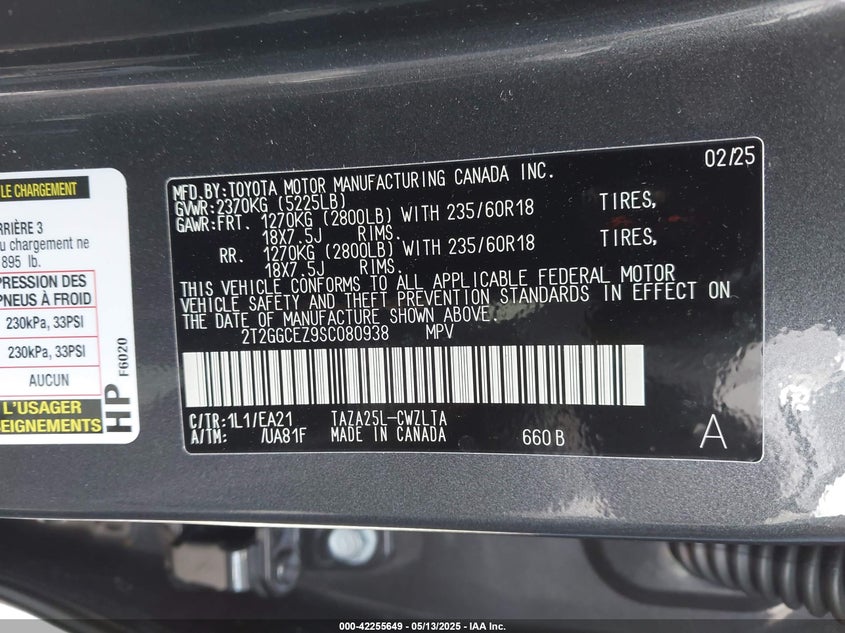 LE CHARGEMENT
RRIÈRE 3
u chargement ne
895 lb.
PRESSION DES
PNEUS À FROID
230kPa, 33PSI
230kPa, 33PSI
AUCUN
L'USAGER
SEIGNEMENTS
HP
F6020
02/25
MFD.BY:TOYOTA MOTOR MANUFACTURING CANADA INC.
GVWR:2370KG (5225LB)
GAWR:FRT. 1270KG (2800LB) WITH 235/60R18 TIRES,
18X7.5J RIMS.
RR. 1270KG (2800LB) WITH 235/60R18 TIRES,
18X7.5J RIMS.
THIS VEHICLE CONFORMS TO ALL APPLICABLE FEDERAL MOTOR
VEHICLE SAFETY AND THEFT PREVENTION STANDARDS IN EFFECT ON
THE DATE OF MANUFACTURE SHOWN ABOVE.
2T2GGCEZ9SC080938 MPV
C/TR:1L1/EA21 TAZA25L-CWZLTA
A/TM: /UA81F MADE IN CANADA 660B A
000-42255649 - 05/13/2025 - IAA Inc.